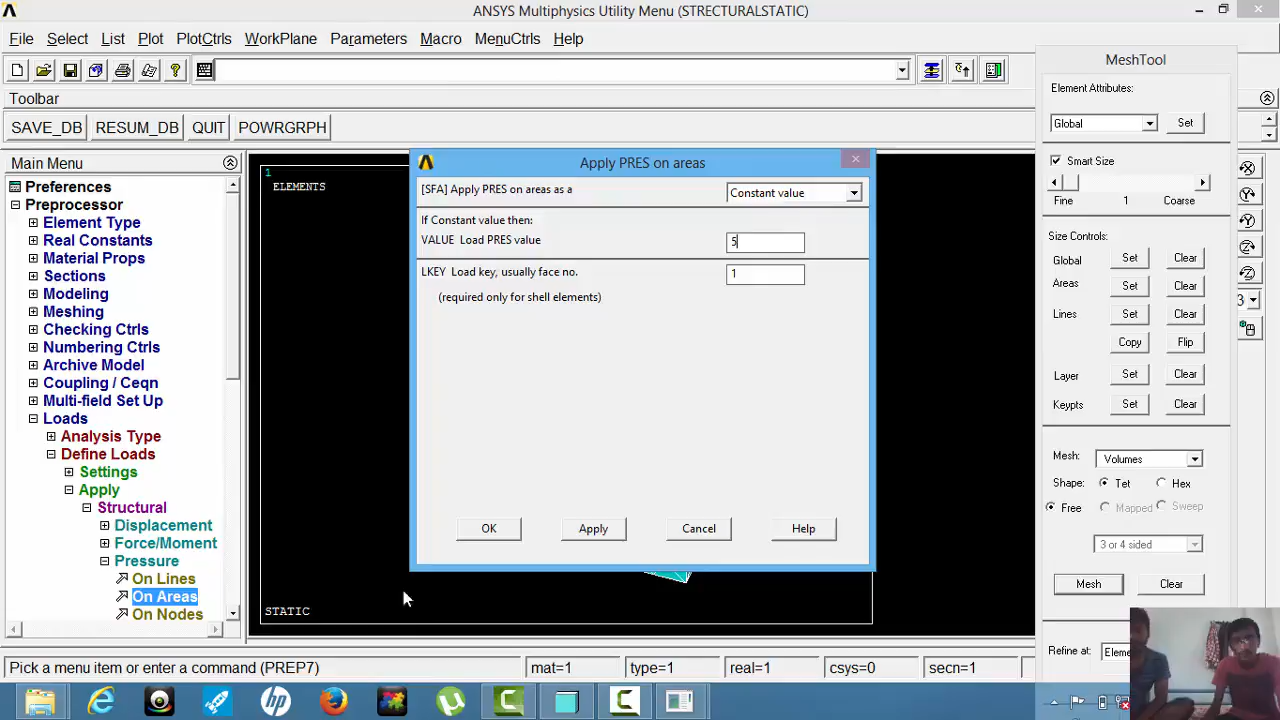 ANSYS Multiphysics Utility Menu (STRECTURALSTATIC)
File Select List Plot PlotCtrls WorkPlane Parameters Macro MenuCtrls Help
Toolbar
SAVE_DB RESUM_DB QUIT POWRGRPH
Main Menu
Preferences
Preprocessor
Element Type
Real Constants
Material Props
Sections
Modeling
Meshing
Checking Ctrls
Numbering Ctrls
Archive Model
Coupling / Ceqn
Multi-field Set Up
Loads
Analysis Type
Define Loads
Settings
Apply
Structural
Displacement
Force/Moment
Pressure
On Lines
On Areas
On Nodes
1
ELEMENTS
STATIC
Apply PRES on areas
[SFA] Apply PRES on areas as a Constant value
If Constant value then:
VALUE Load PRES value 5
LKEY Load key, usually face no. 1
(required only for shell elements)
OK Apply Cancel Help
MeshTool
Element Attributes:
Global Set
Smart Size
Fine 1 Coarse
Size Controls:
Global Set Clear
Areas Set Clear
Lines Set Clear
Copy Flip
Layer Set Clear
Keypts Set Clear
Mesh: Volumes
Shape: Tet Hex
Free Mapped Sweep
3 or 4 sided
Mesh Clear
Refine at: Eleme
3
Pick a menu item or enter a command (PREP7) mat=1 type=1 real=1 csys=0 secn=1